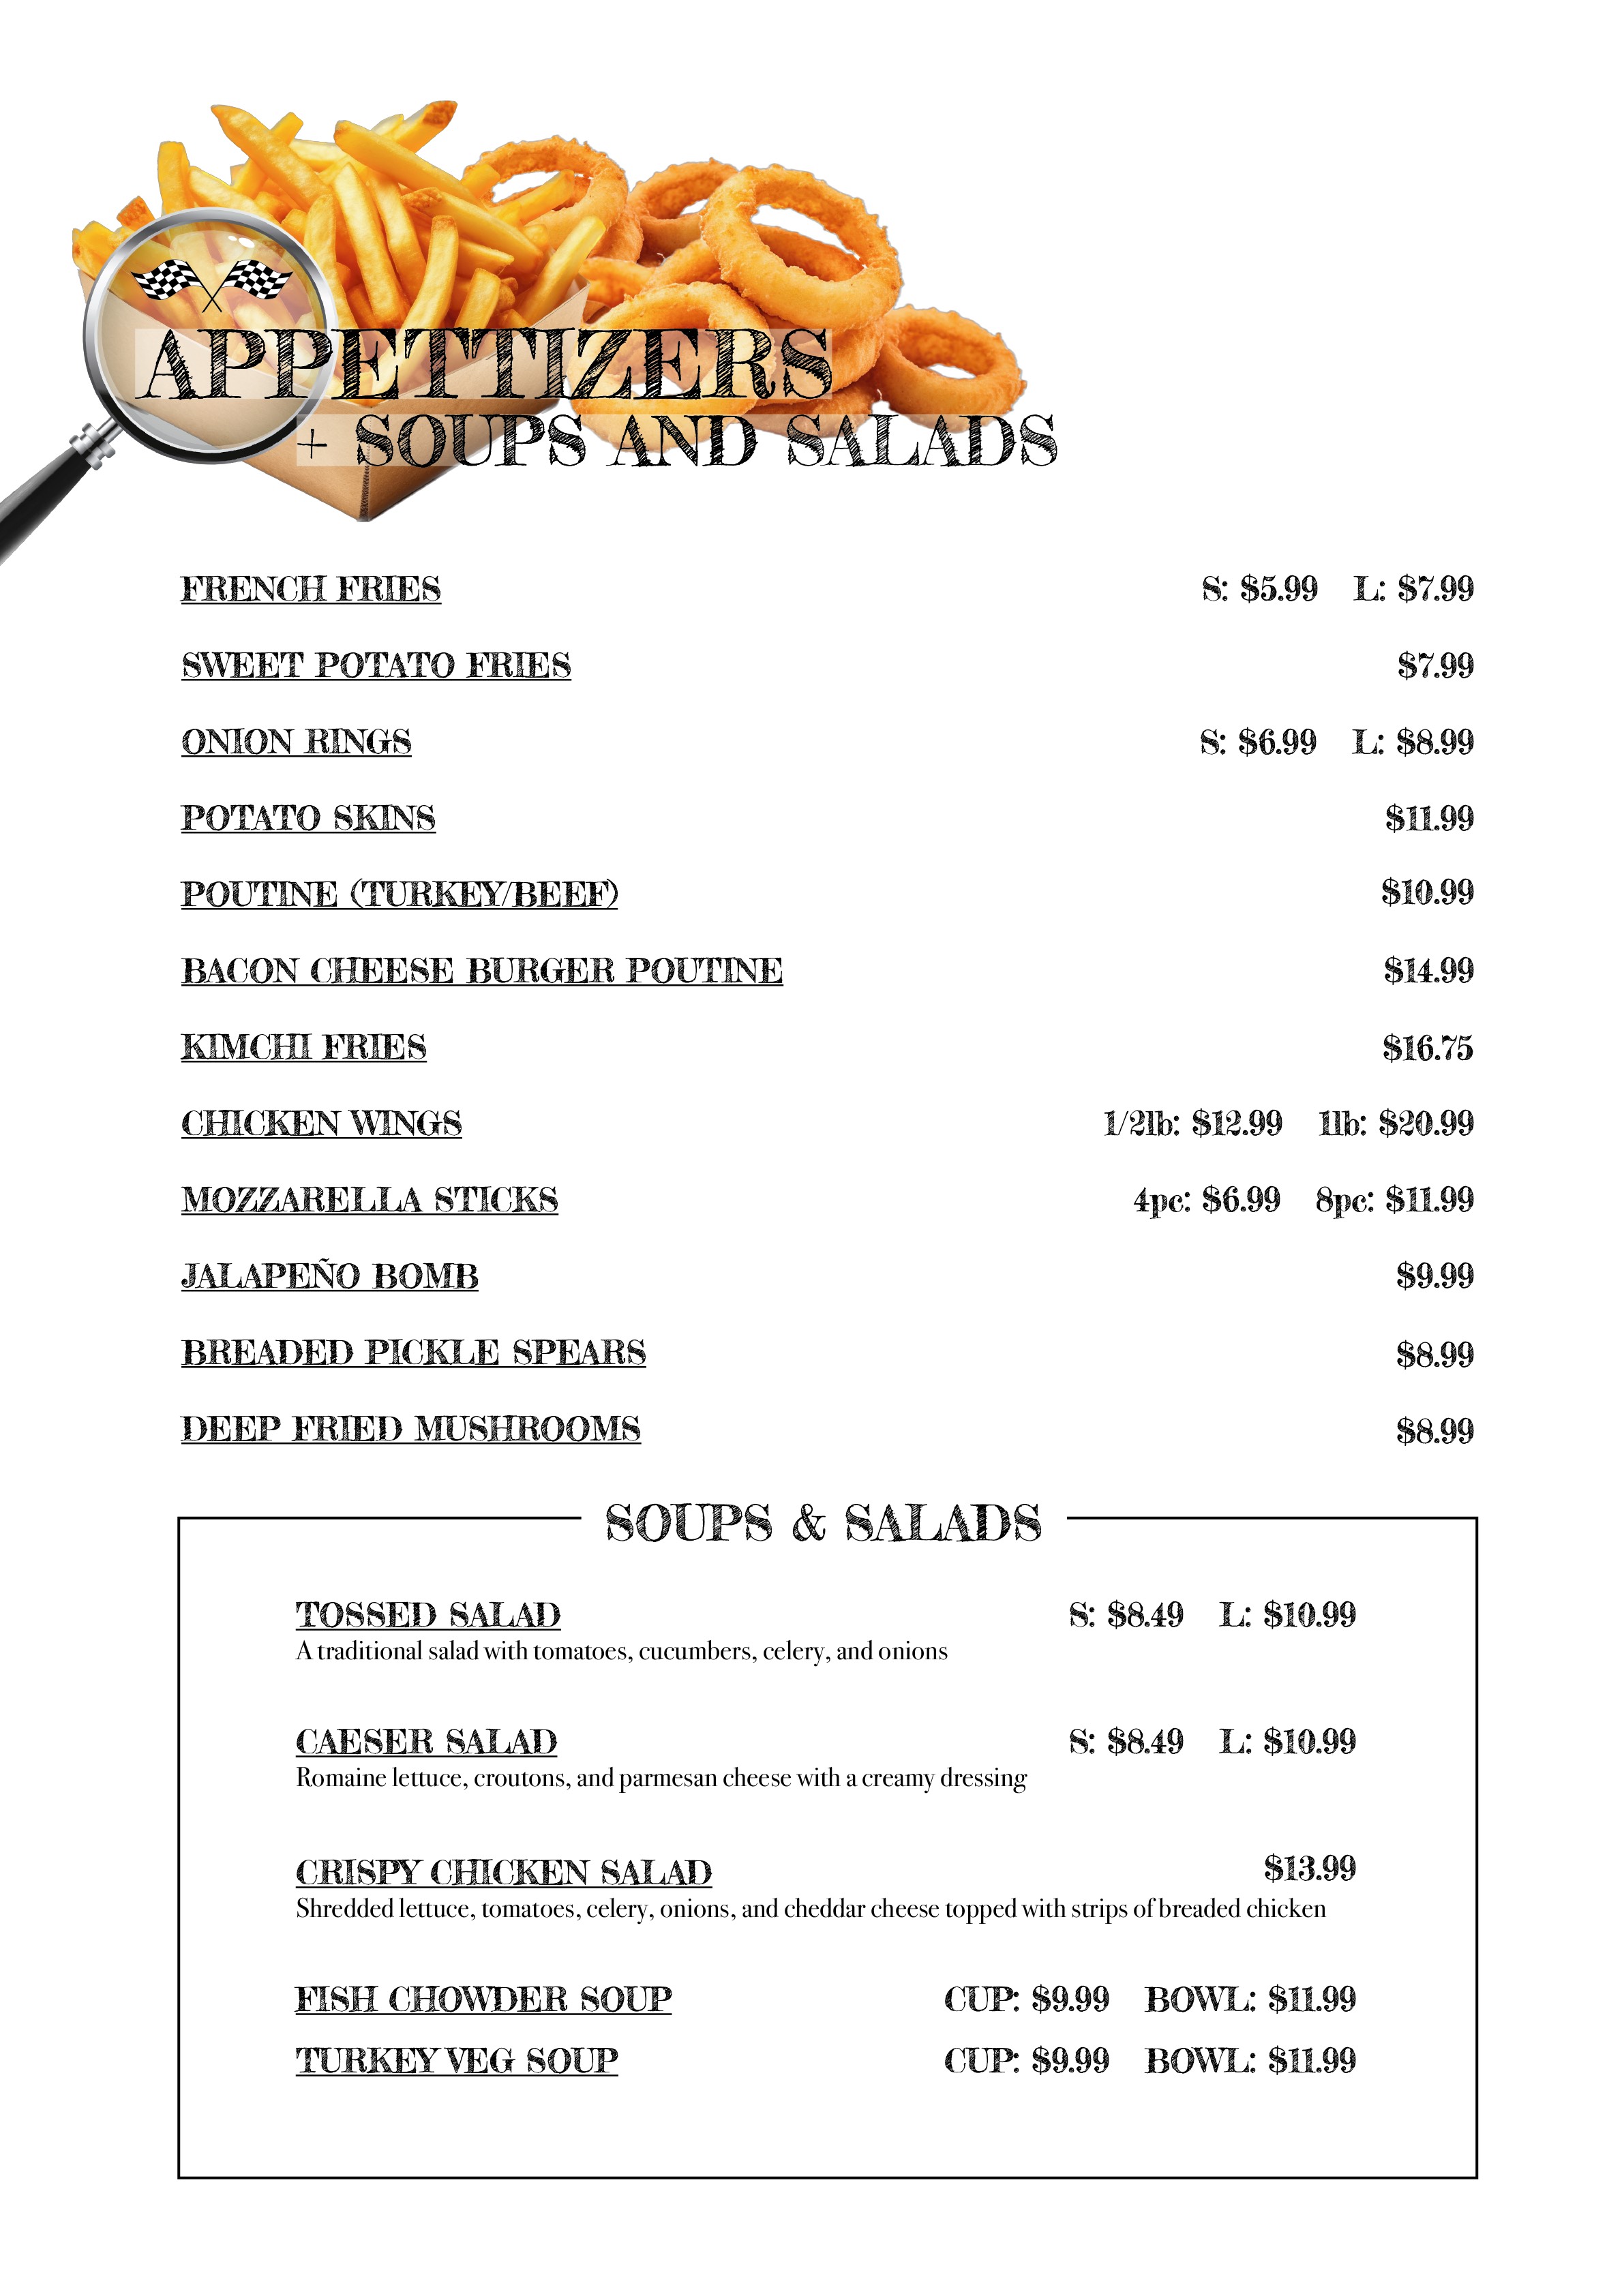 APPETTIZERS
+ SOUPS AND SALADS
FRENCH FRIES S: $5.99 L: $7.99
SWEET POTATO FRIES $7.99
ONION RINGS S: $6.99 L: $8.99
POTATO SKINS $11.99
POUTINE (TURKEY/BEEF) $10.99
BACON CHEESE BURGER POUTINE $14.99
KIMCHI FRIES $16.75
CHICKEN WINGS 1/2lb: $12.99 1lb: $20.99
MOZZARELLA STICKS 4pc: $6.99 8pc: $11.99
JALAPEÑO BOMB $9.99
BREADED PICKLE SPEARS $8.99
DEEP FRIED MUSHROOMS $8.99
SOUPS & SALADS
TOSSED SALAD S: $8.49 L: $10.99
A traditional salad with tomatoes, cucumbers, celery, and onions
CAESER SALAD S: $8.49 L: $10.99
Romaine lettuce, croutons, and parmesan cheese with a creamy dressing
CRISPY CHICKEN SALAD $13.99
Shredded lettuce, tomatoes, celery, onions, and cheddar cheese topped with strips of breaded chicken
FISH CHOWDER SOUP CUP: $9.99 BOWL: $11.99
TURKEY VEG SOUP CUP: $9.99 BOWL: $11.99